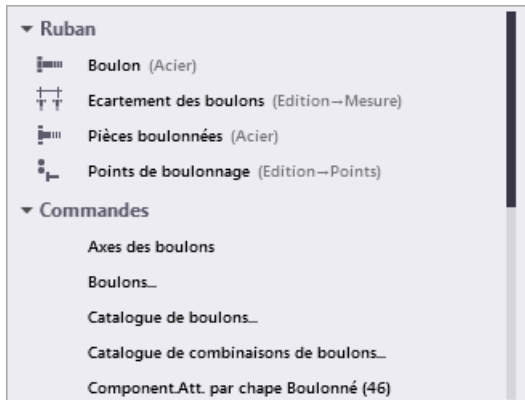 Ruban
Boulon (Acier)
Ecartement des boulons (Edition→Mesure)
Pièces boulonnées (Acier)
Points de boulonnage (Edition→Points)
Commandes
Axes des boulons
Boulons...
Catalogue de boulons...
Catalogue de combinaisons de boulons...
Component.Att. par chape Boulonné (46)